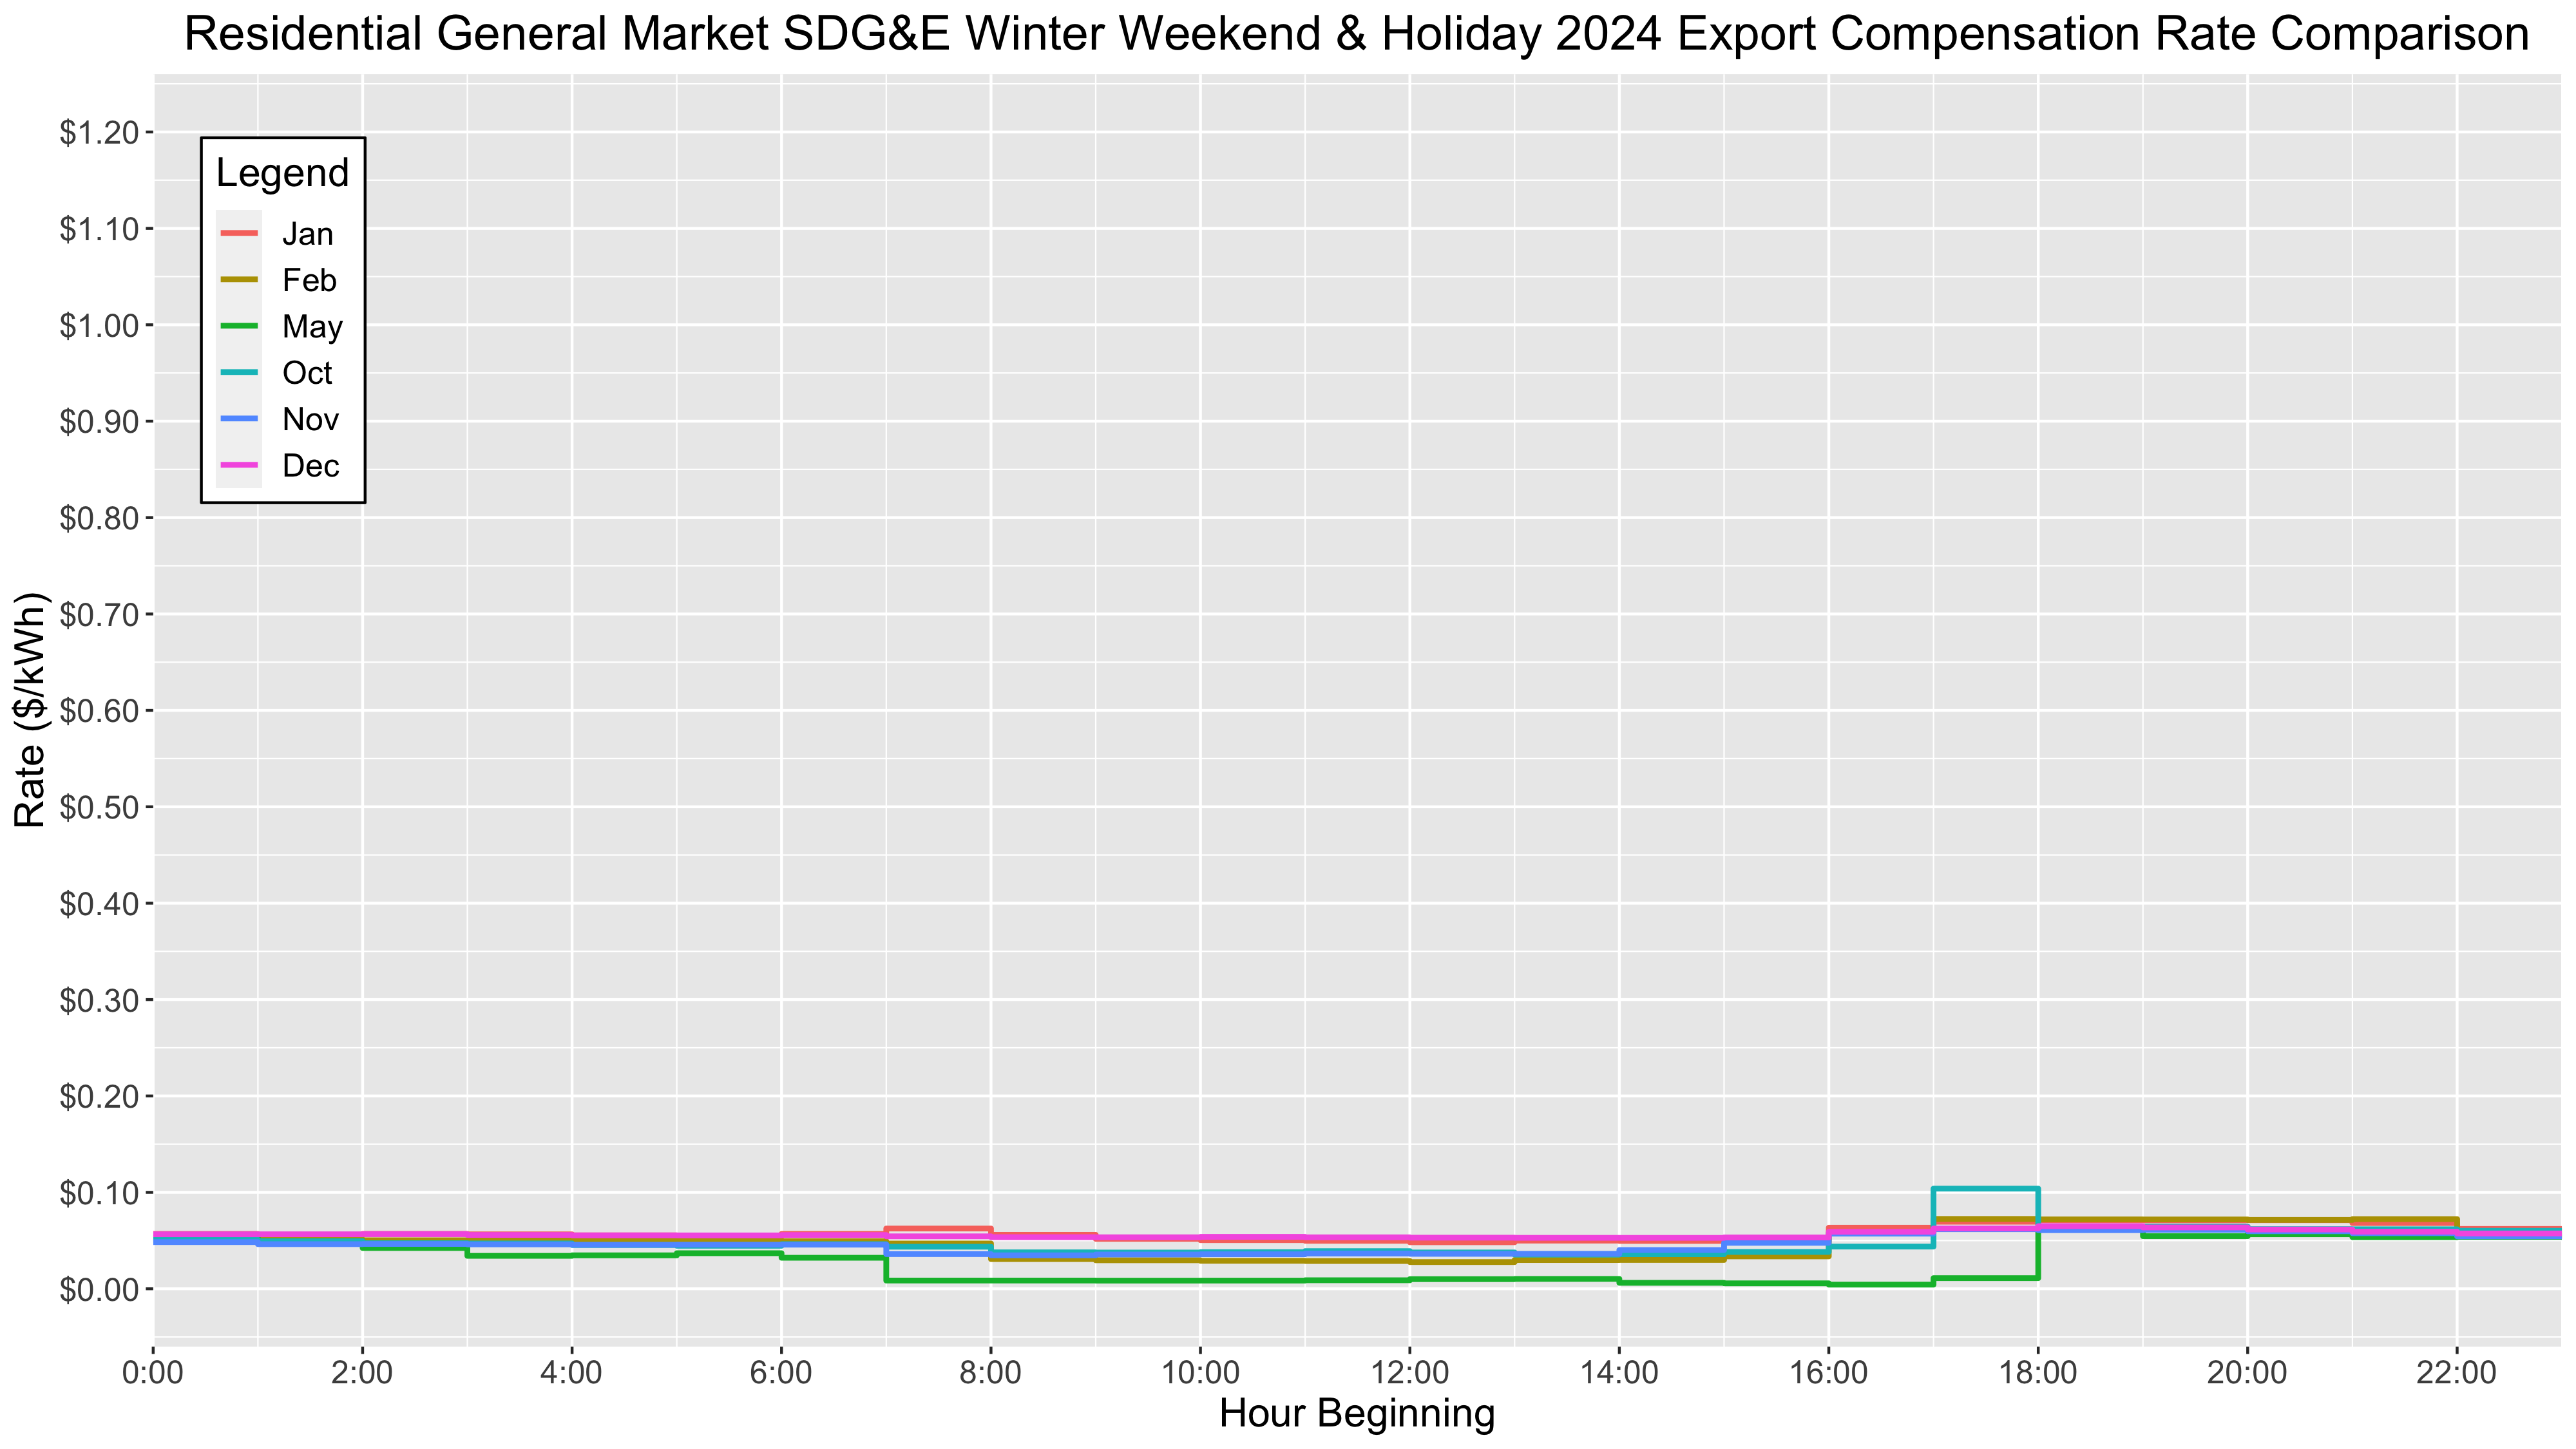 Residential General Market SDG&E Winter Weekend & Holiday 2024 Export Compensation Rate Comparison
$1.20
$1.10
$1.00
$0.90
$0.80
$0.70
$0.60
$0.50
$0.40
$0.30
$0.20
$0.10
$0.00
Rate ($/kWh)
Legend
Jan
Feb
May
Oct
Nov
Dec
0:00 2:00 4:00 6:00 8:00 10:00 12:00 14:00 16:00 18:00 20:00 22:00
Hour Beginning